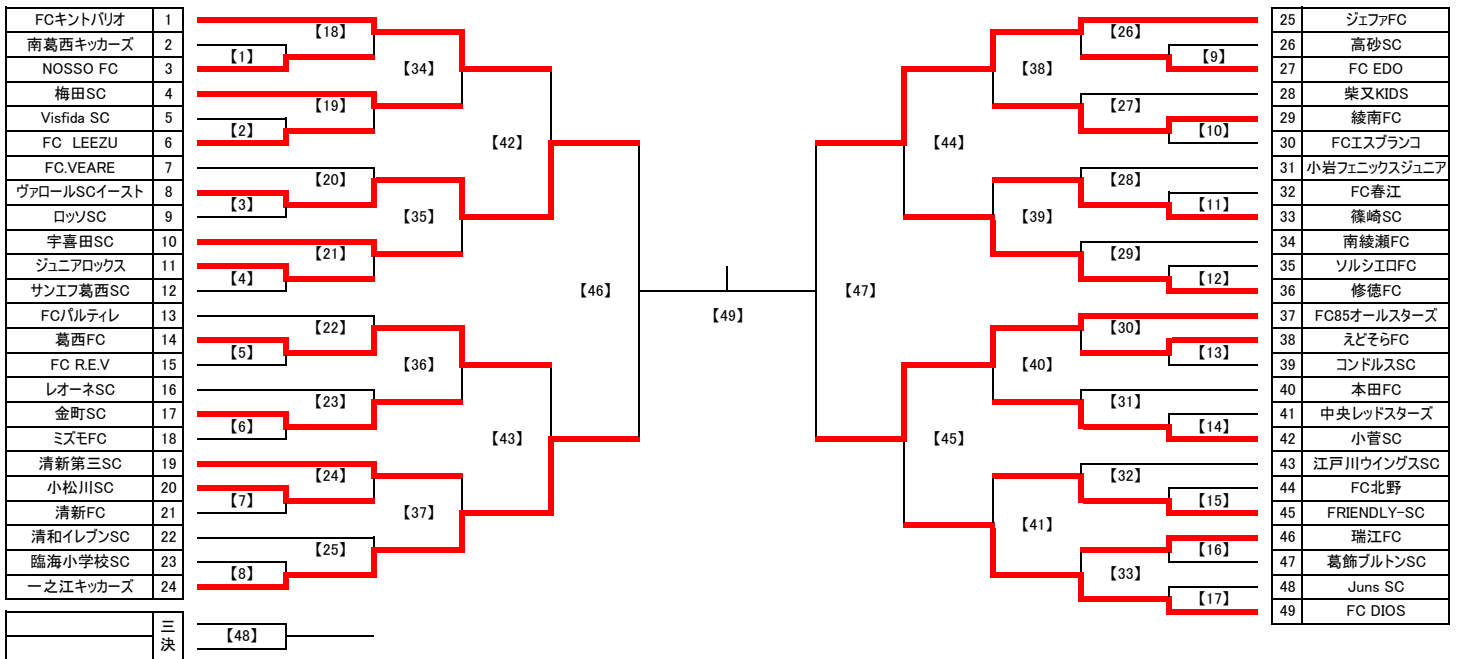 FCキントバリオ 1
南葛西キッカーズ 2
NOSSO FC 3
梅田SC 4
Visfida SC 5
FC LEEZU 6
FC.VEARE 7
ヴァロールSCイースト 8
ロッソSC 9
宇喜田SC 10
ジュニアロックス 11
サンエフ葛西SC 12
FCパルティレ 13
葛西FC 14
FC R.E.V 15
レオーネSC 16
金町SC 17
ミズモFC 18
清新第三SC 19
小松川SC 20
清新FC 21
清和イレブンSC 22
臨海小学校SC 23
一之江キッカーズ 24
三決
【1】
【2】
【3】
【4】
【5】
【6】
【7】
【8】
【48】
【18】
【19】
【20】
【21】
【22】
【23】
【24】
【25】
【34】
【35】
【36】
【37】
【42】
【43】
【46】
【49】
【47】
【44】
【45】
【38】
【39】
【40】
【41】
【26】
【27】
【28】
【29】
【30】
【31】
【32】
【33】
【9】
【10】
【11】
【12】
【13】
【14】
【15】
【16】
【17】
25 ジェファFC
26 高砂SC
27 FC EDO
28 柴又KIDS
29 綾南FC
30 FCエスブランコ
31 小岩フェニックスジュニア
32 FC春江
33 篠崎SC
34 南綾瀬FC
35 ソルシエロFC
36 修徳FC
37 FC85オールスターズ
38 えどそらFC
39 コンドルスSC
40 本田FC
41 中央レッドスターズ
42 小菅SC
43 江戸川ウイングスSC
44 FC北野
45 FRIENDLY-SC
46 瑞江FC
47 葛飾ブルトンSC
48 Juns SC
49 FC DIOS